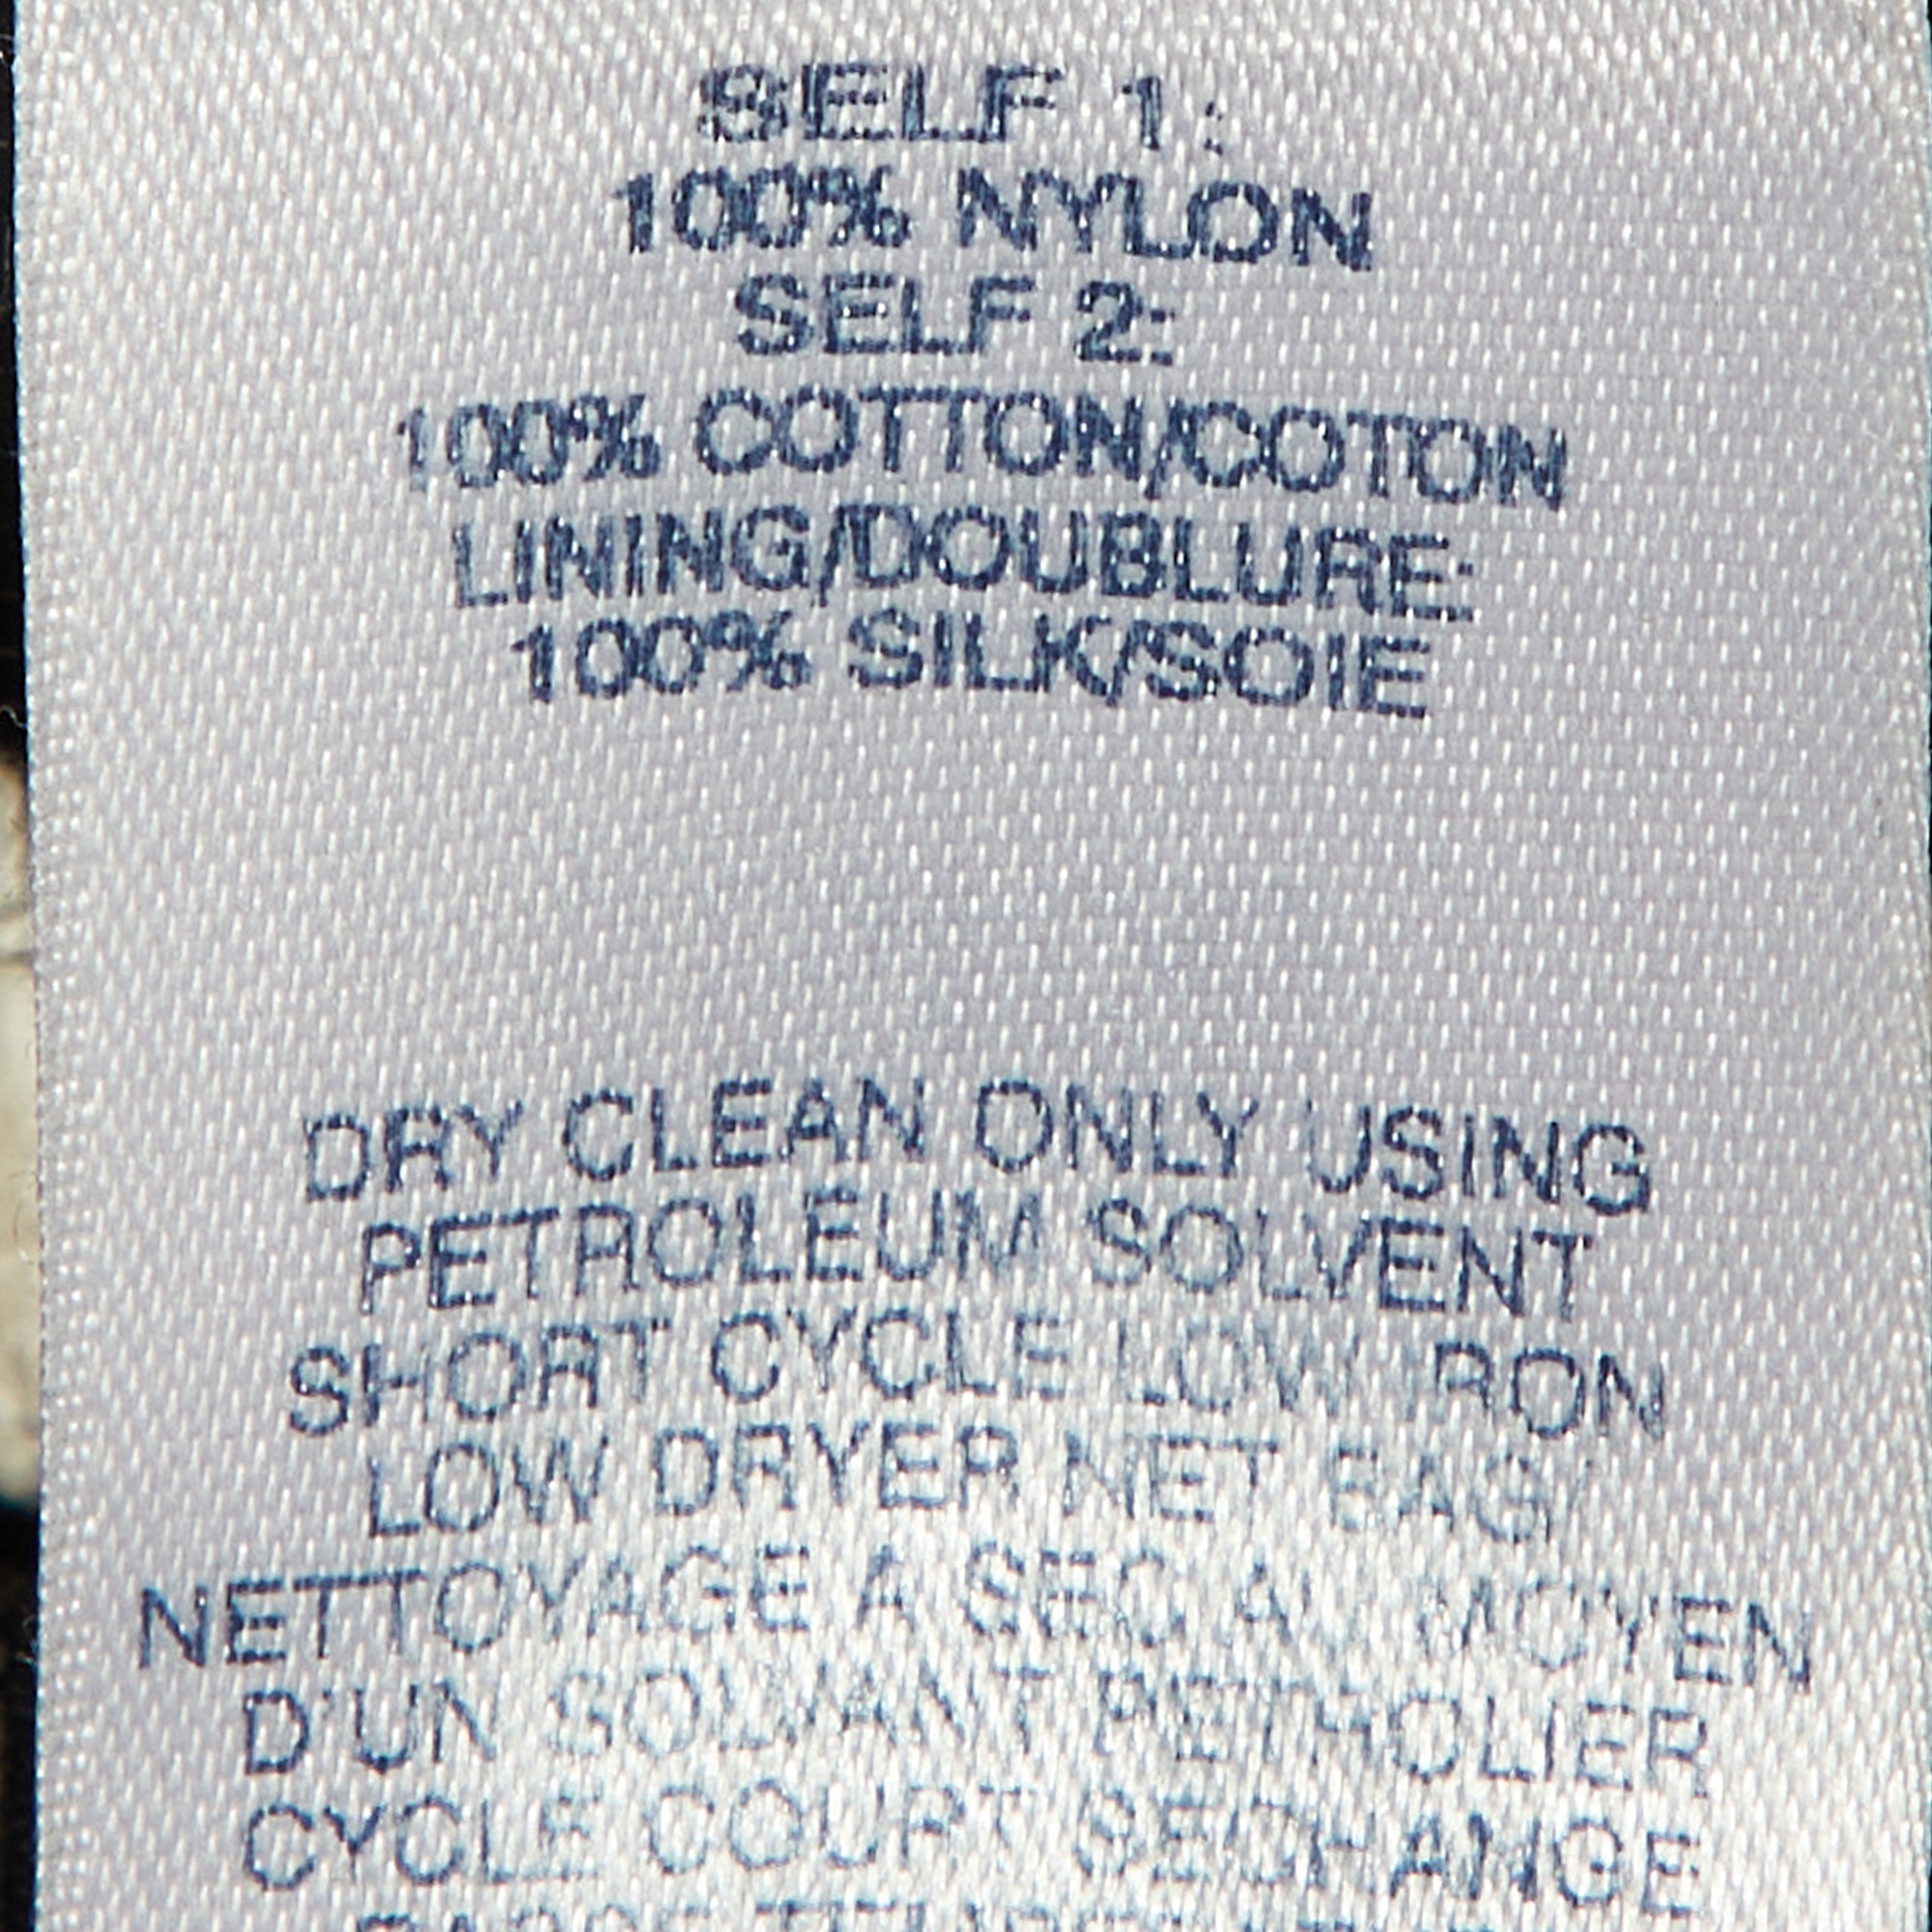 SELF 1:
100% NYLON
SELF 2:
100% COTTON/COTON
LINING/DOUBLURE:
100% SILK/SOIE
DRY CLEAN ONLY USING
PETROLEUM SOLVENT
SHORT CYCLE LOW IRON
LOW DRYER NET BAG/
NETTOYAGE A SEC AU MOYEN
D'UN SOLVANT PETROLIER
CYCLE COURT SECHANGE